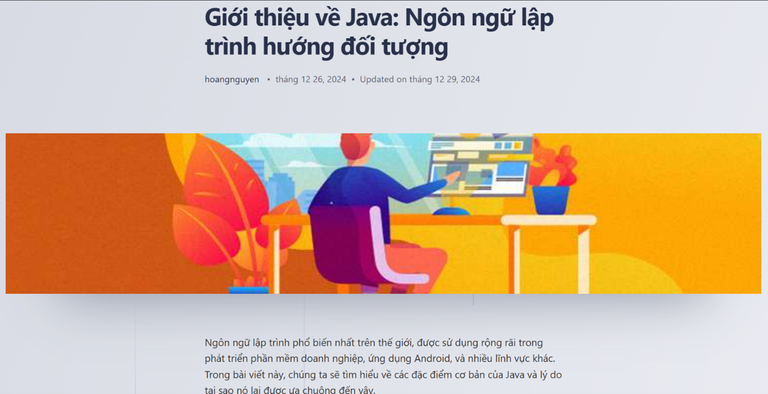 Giới thiệu về Java: Ngôn ngữ lập
trình hướng đối tượng
hoangnguyen • tháng 12 26, 2024 • Updated on tháng 12 29, 2024
Ngôn ngữ lập trình phổ biến nhất trên thế giới, được sử dụng rộng rãi trong
phát triển phần mềm doanh nghiệp, ứng dụng Android, và nhiều lĩnh vực khác.
Trong bài viết này, chúng ta sẽ tìm hiểu về các đặc điểm cơ bản của Java và lý do
tại sao nó lại được ưa chuộng đến vậy.